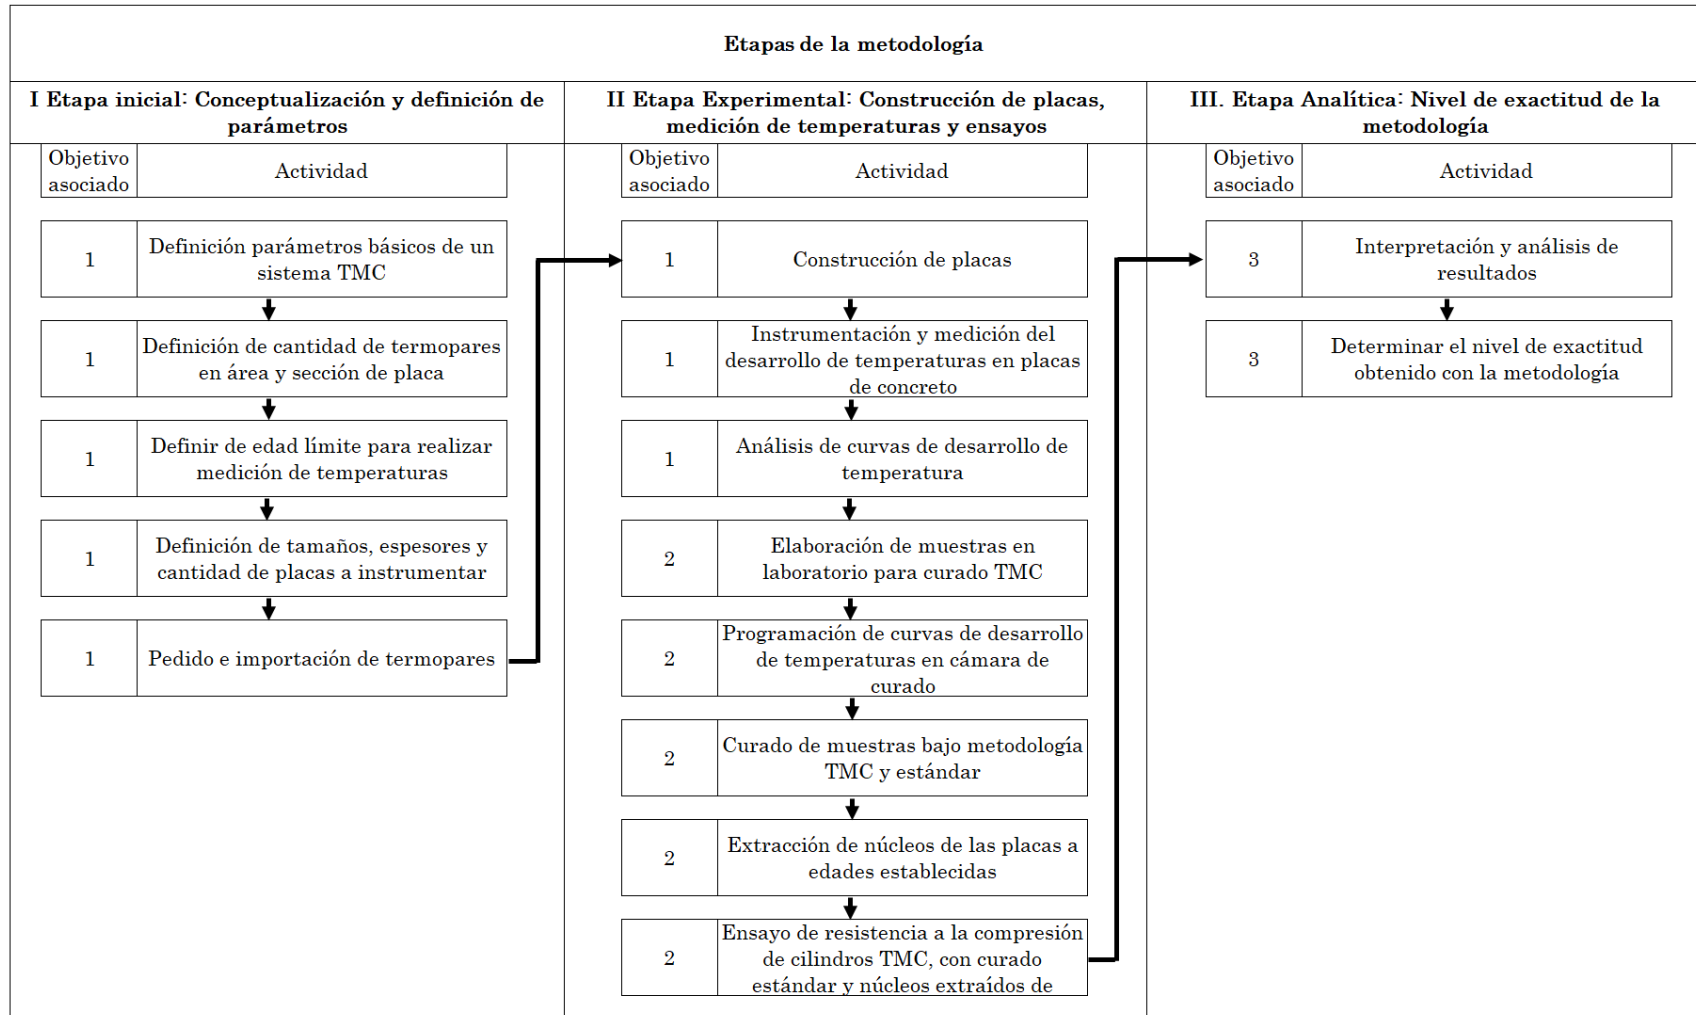 Etapas de la metodología
I Etapa inicial: Conceptualización y definición de
parámetros
Objetivo
asociado
Actividad
1
Definición parámetros básicos de un
sistema TMC
1
Definición de cantidad de termopares
en área y sección de placa
1
Definir de edad límite para realizar
medición de temperaturas
1
Definición de tamaños, espesores y
cantidad de placas a instrumentar
1
Pedido e importación de termopares
II Etapa Experimental: Construcción de placas,
medición de temperaturas y ensayos
Objetivo
asociado
Actividad
1
Construcción de placas
1
Instrumentación y medición del
desarrollo de temperaturas en placas
de concreto
1
Análisis de curvas de desarrollo de
temperatura
2
Elaboración de muestras en
laboratorio para curado TMC
2
Programación de curvas de desarrollo
de temperaturas en cámara de
curado
2
Curado de muestras bajo metodología
TMC y estándar
2
Extracción de núcleos de las placas a
edades establecidas
2
Ensayo de resistencia a la compresión
de cilindros TMC, con curado
estándar y núcleos extraídos de
III. Etapa Analítica: Nivel de exactitud de la
metodología
Objetivo
asociado
Actividad
3
Interpretación y análisis de
resultados
3
Determinar el nivel de exactitud
obtenido con la metodología